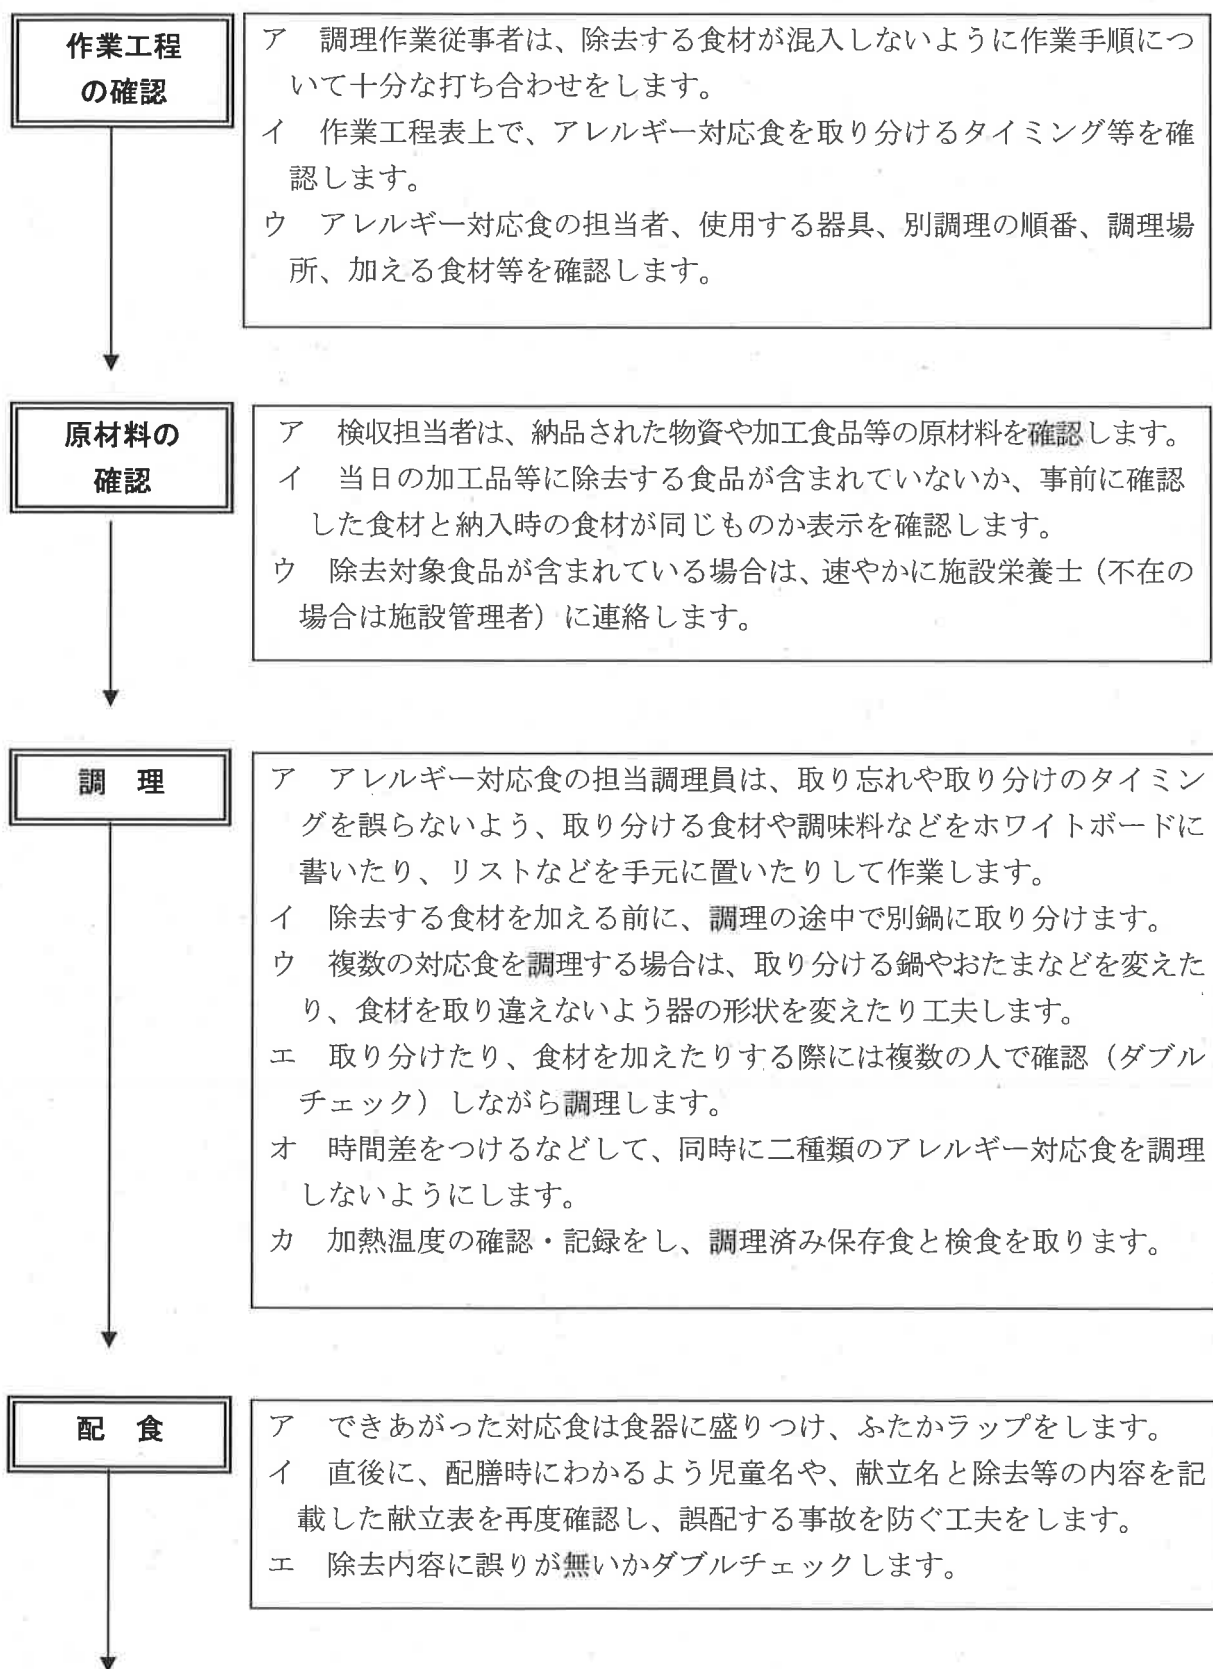 作業工程
の確認
ア　調理作業従事者は、除去する食材が混入しないように作業手順につ
いて十分な打ち合わせをします。
イ　作業工程表上で、アレルギー対応食を取り分けるタイミング等を確
認します。
ウ　アレルギー対応食の担当者、使用する器具、別調理の順番、調理場
所、加える食材等を確認します。
原材料の
確認
ア　検収担当者は、納品された物資や加工食品等の原材料を確認します。
イ　当日の加工品等に除去する食品が含まれていないか、事前に確認
した食材と納入時の食材が同じものか表示を確認します。
ウ　除去対象食品が含まれている場合は、速やかに施設栄養士（不在の
場合は施設管理者）に連絡します。
調　理
ア　アレルギー対応食の担当調理員は、取り忘れや取り分けのタイミン
グを誤らないよう、取り分ける食材や調味料などをホワイトボードに
書いたり、リストなどを手元に置いたりして作業します。
イ　除去する食材を加える前に、調理の途中で別鍋に取り分けます。
ウ　複数の対応食を調理する場合は、取り分ける鍋やおたまなどを変えた
り、食材を取り違えないよう器の形状を変えたり工夫します。
エ　取り分けたり、食材を加えたりする際には複数の人で確認（ダブル
チェック）しながら調理します。
オ　時間差をつけるなどして、同時に二種類のアレルギー対応食を調理
しないようにします。
カ　加熱温度の確認・記録をし、調理済み保存食と検食を取ります。
配　食
ア　できあがった対応食は食器に盛りつけ、ふたかラップをします。
イ　直後に、配膳時にわかるよう児童名や、献立名と除去等の内容を記
載した献立表を再度確認し、誤配する事故を防ぐ工夫をします。
エ　除去内容に誤りが無いかダブルチェックします。